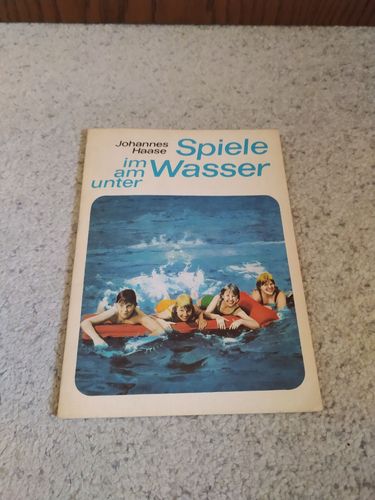 Johannes Haase
Spiele
im am unter
Wasser